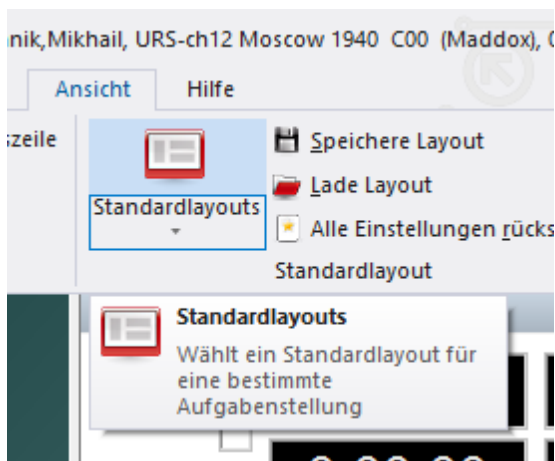 nik,Mikhail, URS-ch12 Moscow 1940 C00 (Maddox),
Ansicht Hilfe
szeile
Speichere Layout
Lade Layout
Standardlayouts
Alle Einstellungen rücks
Standardlayout
Standardlayouts
Wählt ein Standardlayout für
eine bestimmte
Aufgabenstellung